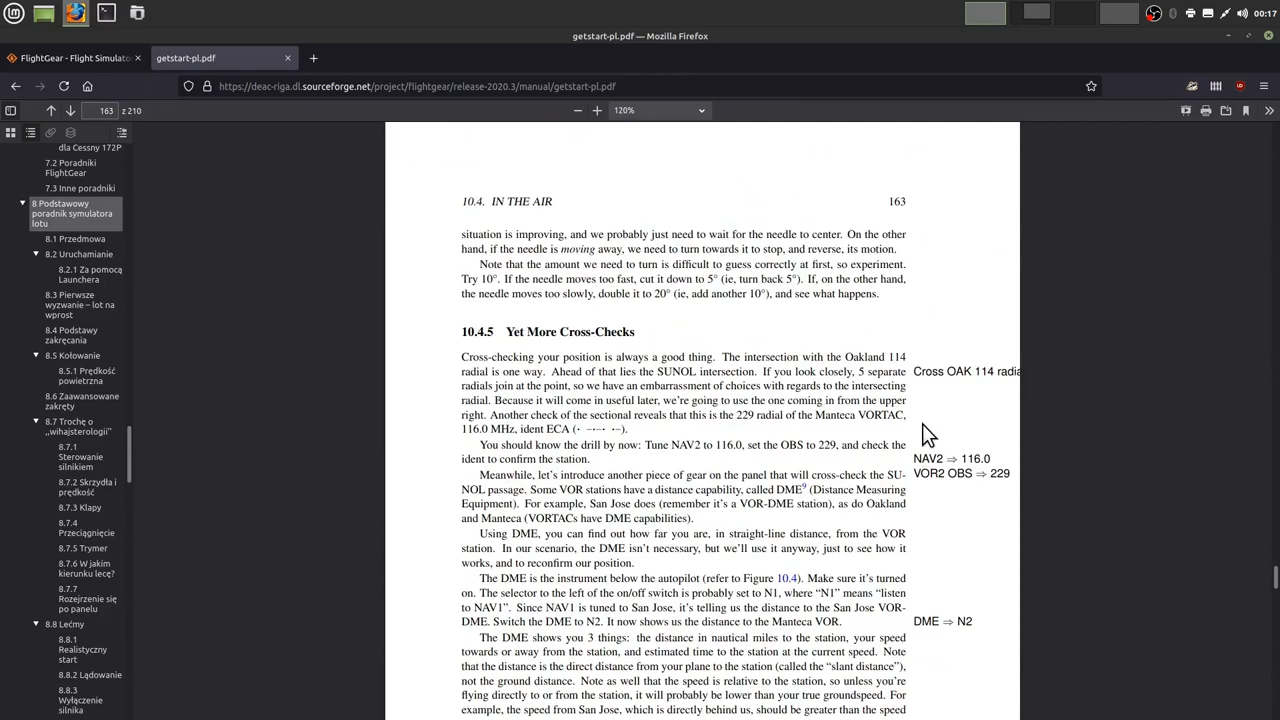 00:17
getstart-pl.pdf — Mozilla Firefox
FlightGear - Flight Simulato
getstart-pl.pdf
https://deac-riga.dl.sourceforge.net/project/flightgear/release-2020.3/manual/getstart-pl.pdf
163 z 210
120%
dla Cessny 172P
7.2 Poradniki
FlightGear
7.3 Inne poradniki
8 Podstawowy
poradnik symulatora
lotu
8.1 Przedmowa
8.2 Uruchamianie
8.2.1 Za pomocą
Launchera
8.3 Pierwsze
wyzwanie – lot na
wprost
8.4 Podstawy
zakręcania
8.5 Kołowanie
8.5.1 Prędkość
powietrzna
8.6 Zaawansowane
zakręty
8.7 Trochę o
„wihajsterologii”
8.7.1
Sterowanie
silnikiem
8.7.2 Skrzydła i
prędkość
8.7.3 Klapy
8.7.4
Przeciągnięcie
8.7.5 Trymer
8.7.6 W jakim
kierunku lecę?
8.7.7
Rozejrzenie się
po panelu
8.8 Lećmy
8.8.1
Realistyczny
start
8.8.2 Lądowanie
8.8.3
Wyłączenie
silnika
10.4. IN THE AIR 163
situation is improving, and we probably just need to wait for the needle to center. On the other
hand, if the needle is moving away, we need to turn towards it to stop, and reverse, its motion.
Note that the amount we need to turn is difficult to guess correctly at first, so experiment.
Try 10°. If the needle moves too fast, cut it down to 5° (ie, turn back 5°). If, on the other hand,
the needle moves too slowly, double it to 20° (ie, add another 10°), and see what happens.
10.4.5 Yet More Cross-Checks
Cross-checking your position is always a good thing. The intersection with the Oakland 114
radial is one way. Ahead of that lies the SUNOL intersection. If you look closely, 5 separate
Cross OAK 114 radia
radials join at the point, so we have an embarrassment of choices with regards to the intersecting
radial. Because it will come in useful later, we're going to use the one coming in from the upper
right. Another check of the sectional reveals that this is the 229 radial of the Manteca VORTAC,
116.0 MHz, ident ECA (· –·–· ·–).
You should know the drill by now: Tune NAV2 to 116.0, set the OBS to 229, and check the
ident to confirm the station.
NAV2 ⇒ 116.0
VOR2 OBS ⇒ 229
Meanwhile, let's introduce another piece of gear on the panel that will cross-check the SU-
NOL passage. Some VOR stations have a distance capability, called DME9 (Distance Measuring
Equipment). For example, San Jose does (remember it's a VOR-DME station), as do Oakland
and Manteca (VORTACs have DME capabilities).
Using DME, you can find out how far you are, in straight-line distance, from the VOR
station. In our scenario, the DME isn't necessary, but we'll use it anyway, just to see how it
works, and to reconfirm our position.
The DME is the instrument below the autopilot (refer to Figure 10.4). Make sure it's turned
on. The selector to the left of the on/off switch is probably set to N1, where “N1” means “listen
to NAV1”. Since NAV1 is tuned to San Jose, it's telling us the distance to the San Jose VOR-
DME. Switch the DME to N2. It now shows us the distance to the Manteca VOR.
DME ⇒ N2
The DME shows you 3 things: the distance in nautical miles to the station, your speed
towards or away from the station, and estimated time to the station at the current speed. Note
that the distance is the direct distance from your plane to the station (called the “slant distance”),
not the ground distance. Note as well that the speed is relative to the station, so unless you're
flying directly to or from the station, it will probably be lower than your true groundspeed. For
example, the speed from San Jose, which is directly behind us, should be greater than the speed